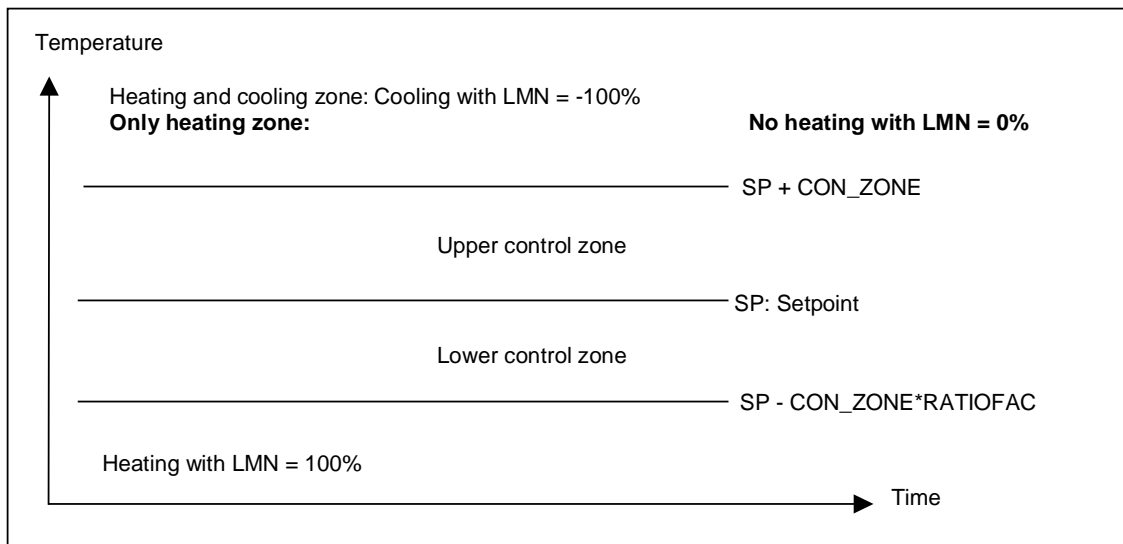 Temperature
Heating and cooling zone: Cooling with LMN = -100%
Only heating zone: No heating with LMN = 0%
SP + CON_ZONE
Upper control zone
SP: Setpoint
Lower control zone
SP - CON_ZONE*RATIOFAC
Heating with LMN = 100%
Time